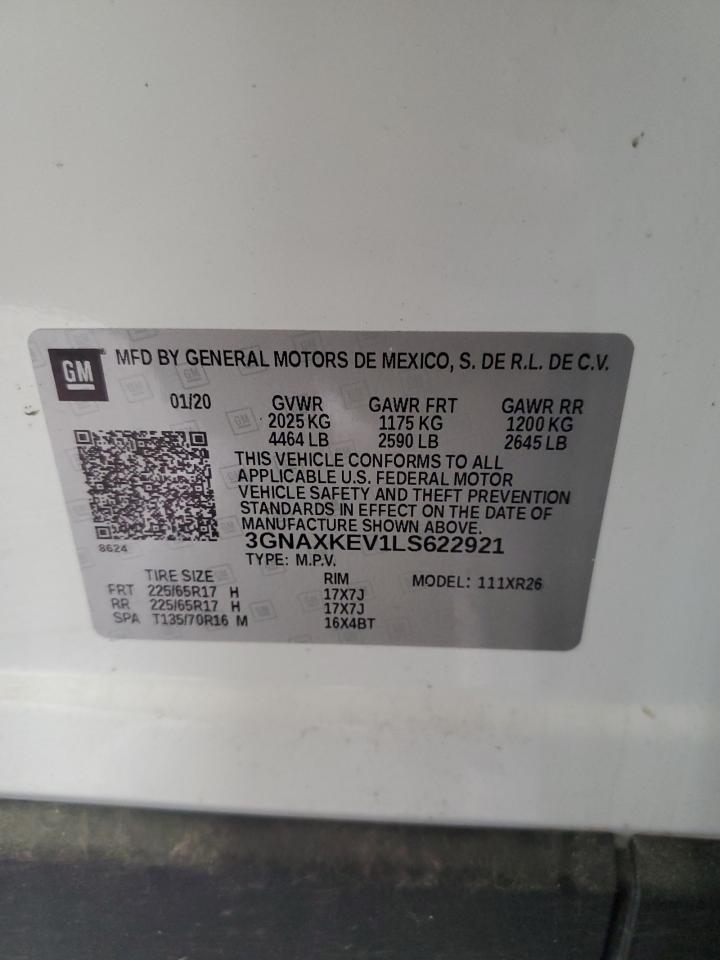 GM
MFD BY GENERAL MOTORS DE MEXICO, S. DE R.L. DE C.V.
01/20 GVWR GAWR FRT GAWR RR
2025 KG 1175 KG 1200 KG
4464 LB 2590 LB 2645 LB
THIS VEHICLE CONFORMS TO ALL
APPLICABLE U.S. FEDERAL MOTOR
VEHICLE SAFETY AND THEFT PREVENTION
STANDARDS IN EFFECT ON THE DATE OF
MANUFACTURE SHOWN ABOVE.
8624 3GNAXKEV1LS622921
TYPE: M.P.V.
TIRE SIZE RIM MODEL: 111XR26
FRT 225/65R17 H 17X7J
RR 225/65R17 H 17X7J
SPA T135/70R16 M 16X4BT